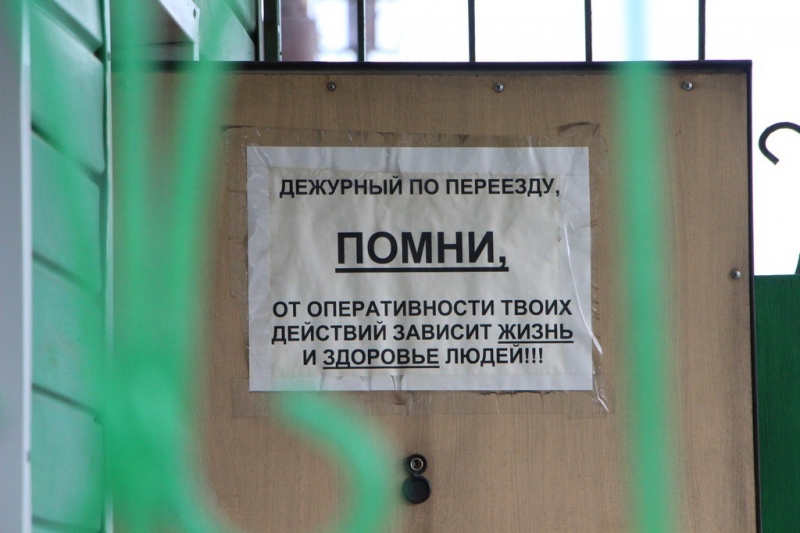 ДЕЖУРНЫЙ ПО ПЕРЕЕЗДУ,
ПОМНИ,
ОТ ОПЕРАТИВНОСТИ ТВОИХ
ДЕЙСТВИЙ ЗАВИСИТ ЖИЗНЬ
И ЗДОРОВЬЕ ЛЮДЕЙ!!!